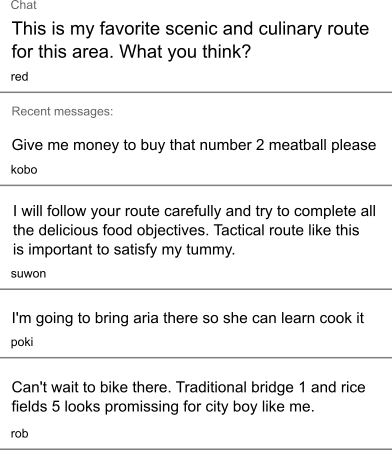 Chat
This is my favorite scenic and culinary route
for this area. What you think?
red
Recent messages:
Give me money to buy that number 2 meatball please
kobo
I will follow your route carefully and try to complete all
the delicious food objectives. Tactical route like this
is important to satisfy my tummy.
suwon
I'm going to bring aria there so she can learn cook it
poki
Can't wait to bike there. Traditional bridge 1 and rice
fields 5 looks promissing for city boy like me.
rob